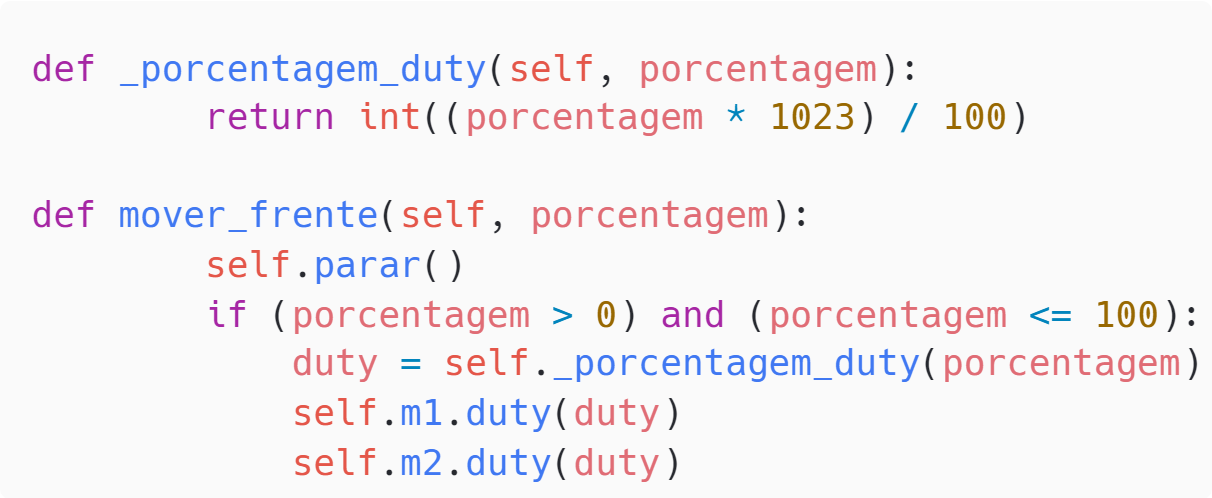 def _porcentagem_duty(self, porcentagem):
        return int((porcentagem * 1023) / 100)

def mover_frente(self, porcentagem):
        self.parar()
        if (porcentagem > 0) and (porcentagem <= 100):
            duty = self._porcentagem_duty(porcentagem)
            self.m1.duty(duty)
            self.m2.duty(duty)